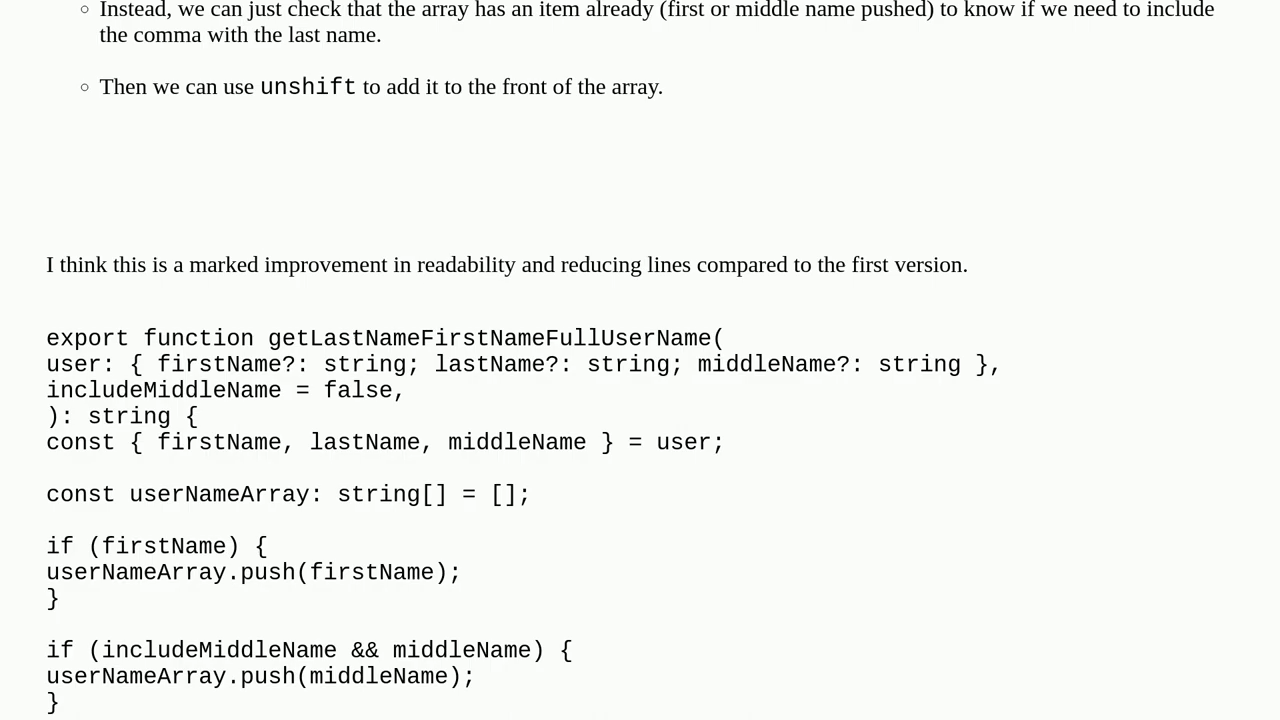 Instead, we can just check that the array has an item already (first or middle name pushed) to know if we need to include
the comma with the last name.
Then we can use unshift to add it to the front of the array.
I think this is a marked improvement in readability and reducing lines compared to the first version.
export function getLastNameFirstNameFullUserName(
user: { firstName?: string; lastName?: string; middleName?: string },
includeMiddleName = false,
): string {
const { firstName, lastName, middleName } = user;
const userNameArray: string[] = [];
if (firstName) {
userNameArray.push(firstName);
}
if (includeMiddleName && middleName) {
userNameArray.push(middleName);
}